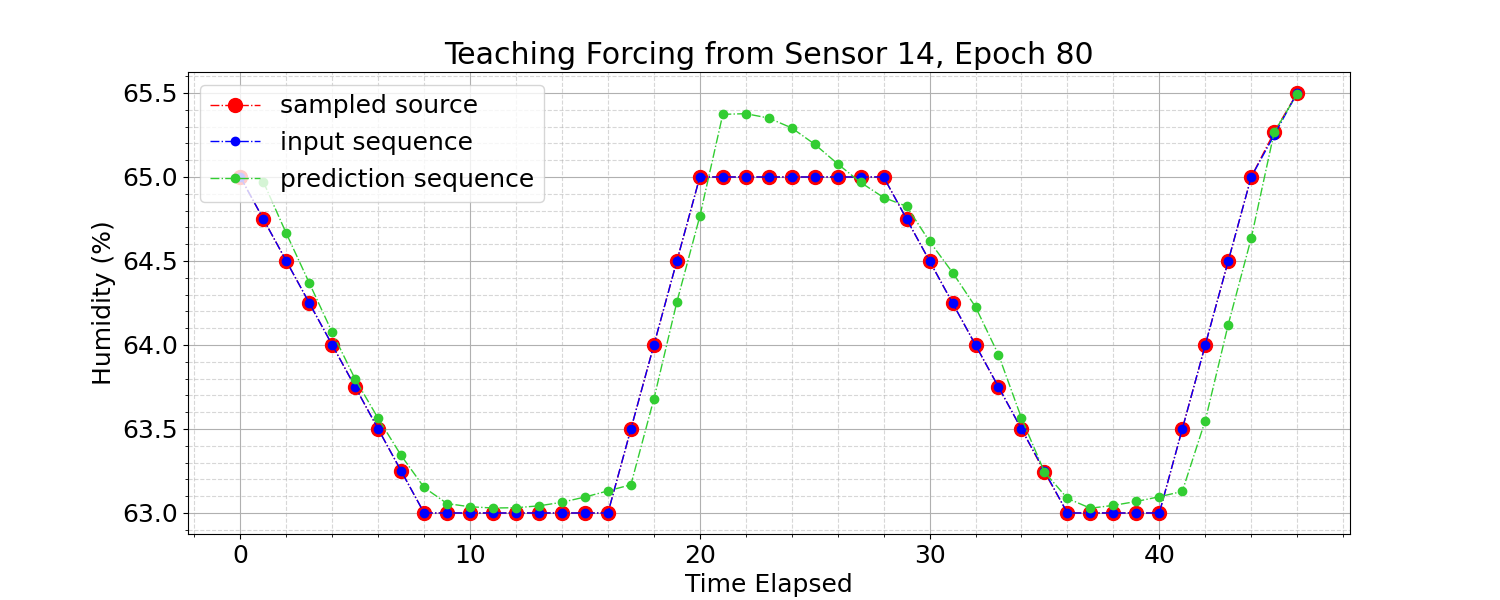 Teaching Forcing from Sensor 14, Epoch 80
sampled source
input sequence
prediction sequence
Humidity (%)
65.5
65.0
64.5
64.0
63.5
63.0
0 10 20 30 40
Time Elapsed